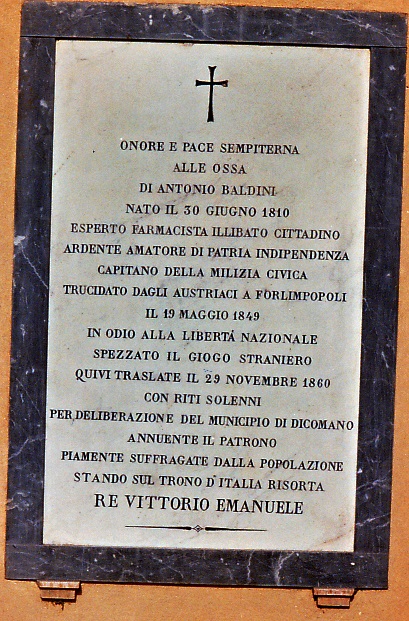 ONORE E PACE SEMPITERNA
ALLE OSSA
DI ANTONIO BALDINI
NATO IL 30 GIUGNO 1810
ESPERTO FARMACISTA ILLIBATO CITTADINO
ARDENTE AMATORE DI PATRIA INDIPENDENZA
CAPITANO DELLA MILIZIA CIVICA
TRUCIDATO DAGLI AUSTRIACI A FORLIMPOPOLI
IL 19 MAGGIO 1849
IN ODIO ALLA LIBERTÁ NAZIONALE
SPEZZATO IL GIOGO STRANIERO
QUIVI TRASLATE IL 29 NOVEMBRE 1860
CON RITI SOLENNI
PER DELIBERAZIONE DEL MUNICIPIO DI DICOMANO
ANNUENTE IL PATRONO
PIAMENTE SUFFRAGATE DALLA POPOLAZIONE
STANDO SUL TRONO D'ITALIA RISORTA
RE VITTORIO EMANUELE